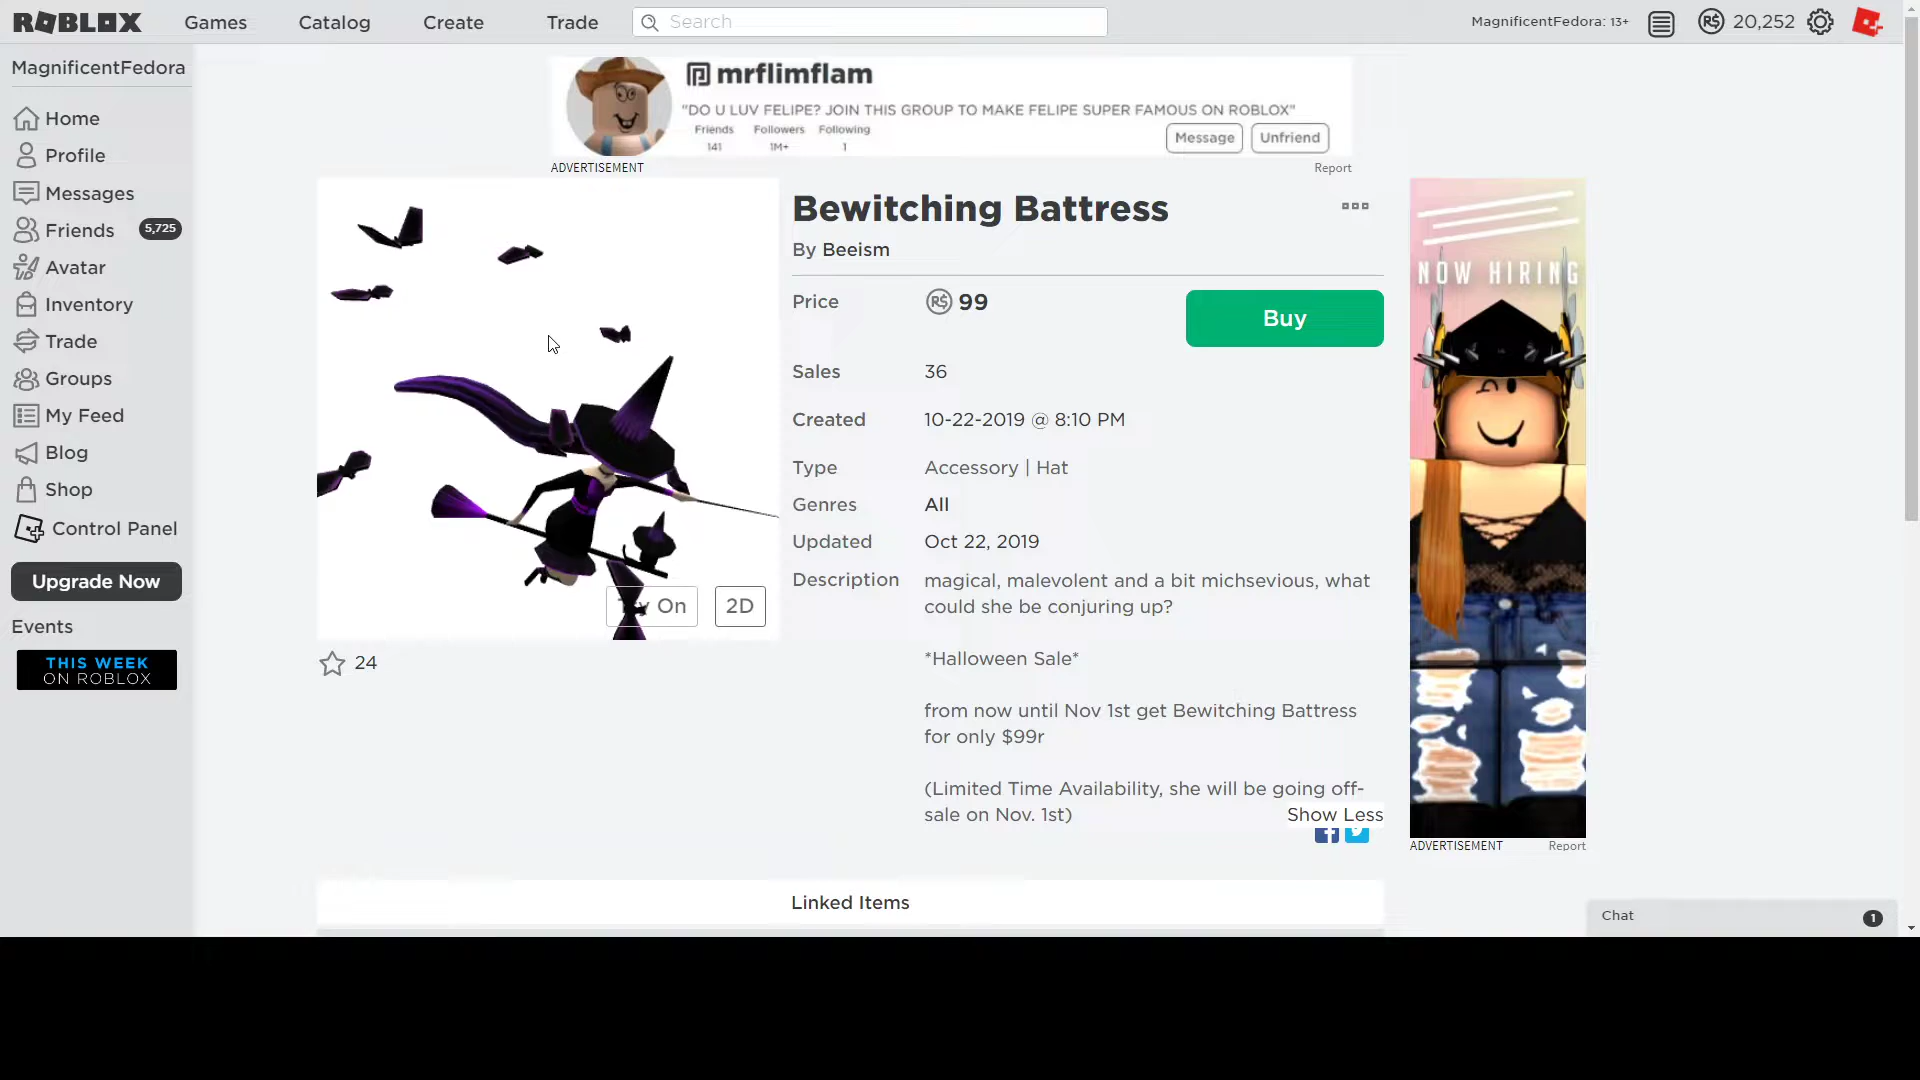 ROBLOX Games Catalog Create Trade Search MagnificentFedora: 13+ 20,252
MagnificentFedora
Home
Profile
Messages
Friends 5,725
Avatar
Inventory
Trade
Groups
My Feed
Blog
Shop
Control Panel
Upgrade Now
Events
THIS WEEK
ON ROBLOX
mrflimflam
"DO U LUV FELIPE? JOIN THIS GROUP TO MAKE FELIPE SUPER FAMOUS ON ROBLOX"
Friends Followers Following
141 1M+ 1
Message Unfriend
ADVERTISEMENT Report
Try On 2D
24
Bewitching Battress
By Beeism
Price R$ 99 Buy
Sales 36
Created 10-22-2019 @ 8:10 PM
Type Accessory | Hat
Genres All
Updated Oct 22, 2019
Description magical, malevolent and a bit michsevious, what
could she be conjuring up?
*Halloween Sale*
from now until Nov 1st get Bewitching Battress
for only $99r
(Limited Time Availability, she will be going off-
sale on Nov. 1st) Show Less
NOW HIRING
ADVERTISEMENT Report
Linked Items
Chat 1